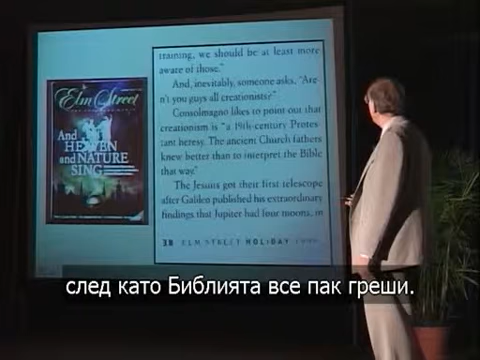 training, we should be at least more
aware of those."
And, inevitably, someone asks, "Are-
n't you guys all creationists?"
Consolmagno likes to point out that
creationism is "a 19th-century Protes-
tant heresy. The ancient Church fathers
knew better than to interpret the Bible
that way."
The Jesuits got their first telescope
after Galileo published his extraordinary
findings that Jupiter had four moons, in
38 ELM STREET HOLIDAY
Elm Street
And
HEAVEN
and NATURE
SING
след като Библията все пак греши.